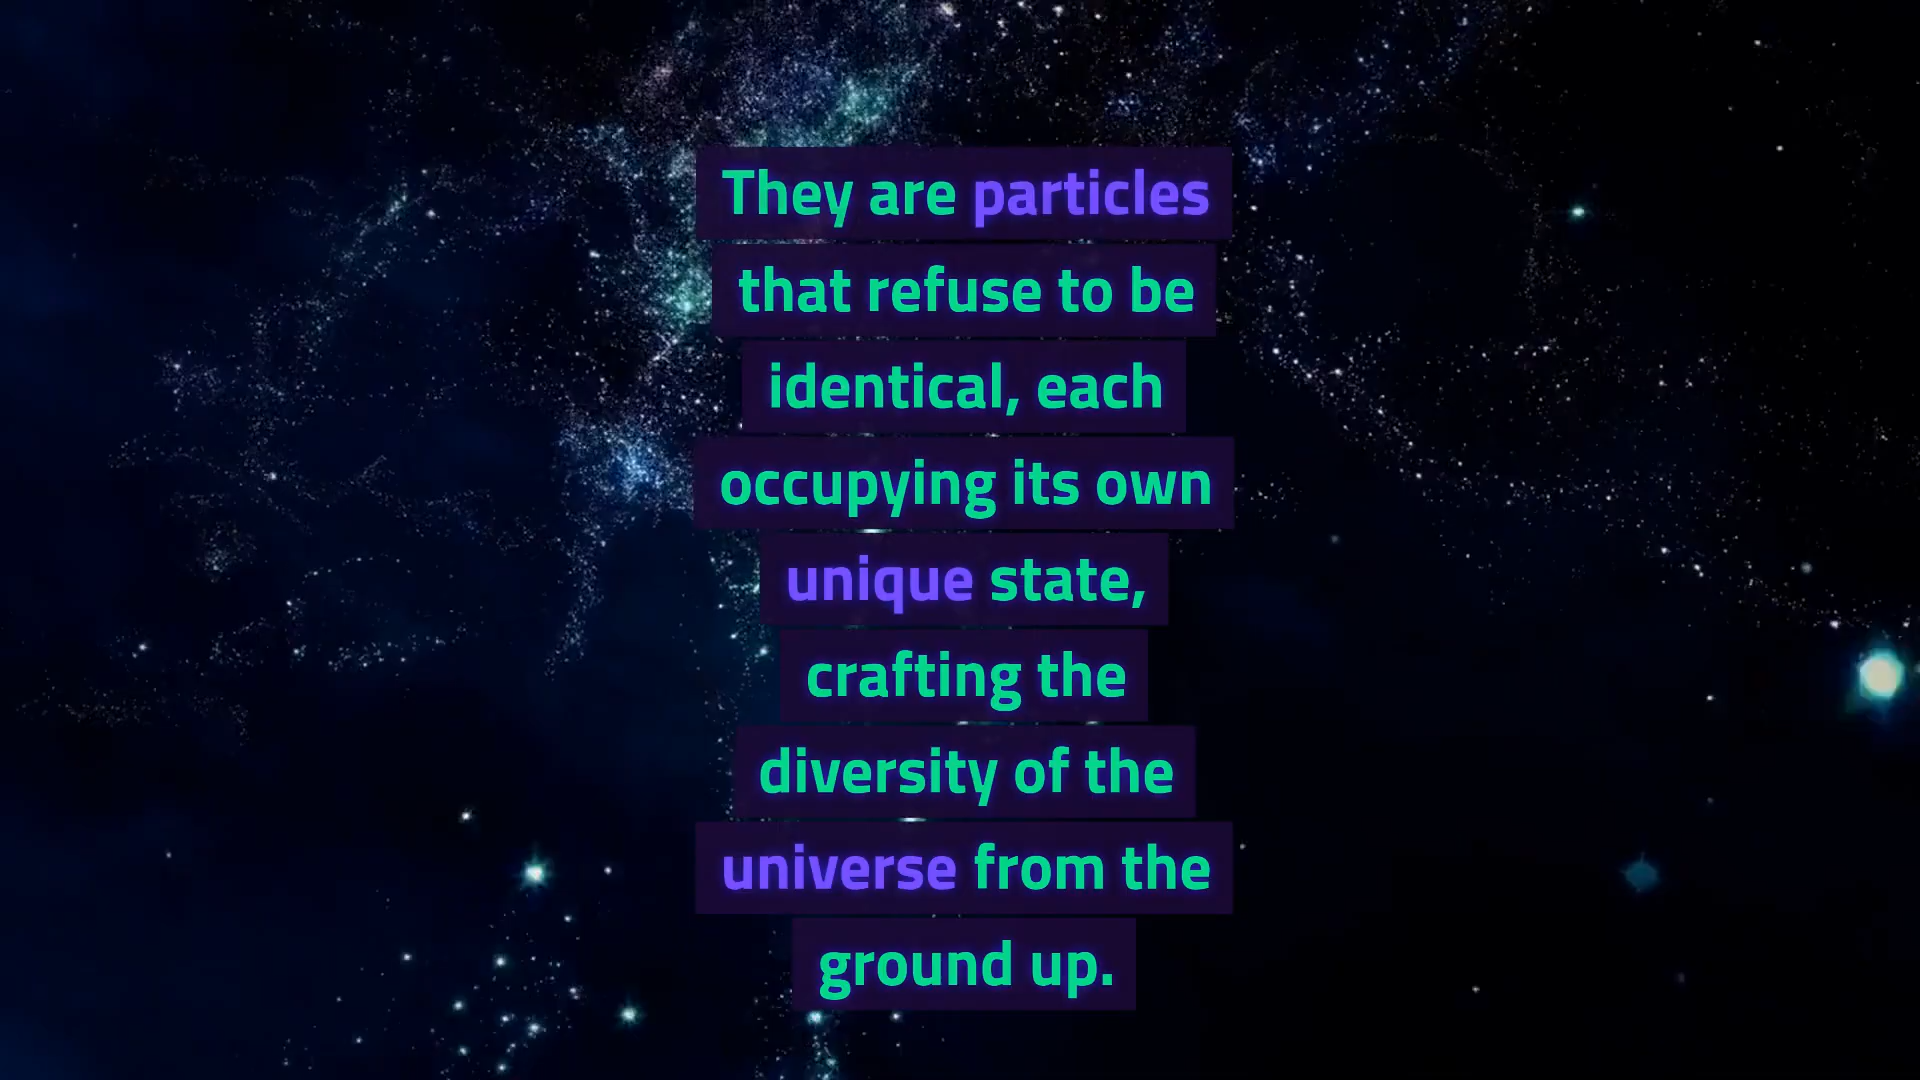 They are particles
that refuse to be
identical, each
occupying its own
unique state,
crafting the
diversity of the
universe from the
ground up.